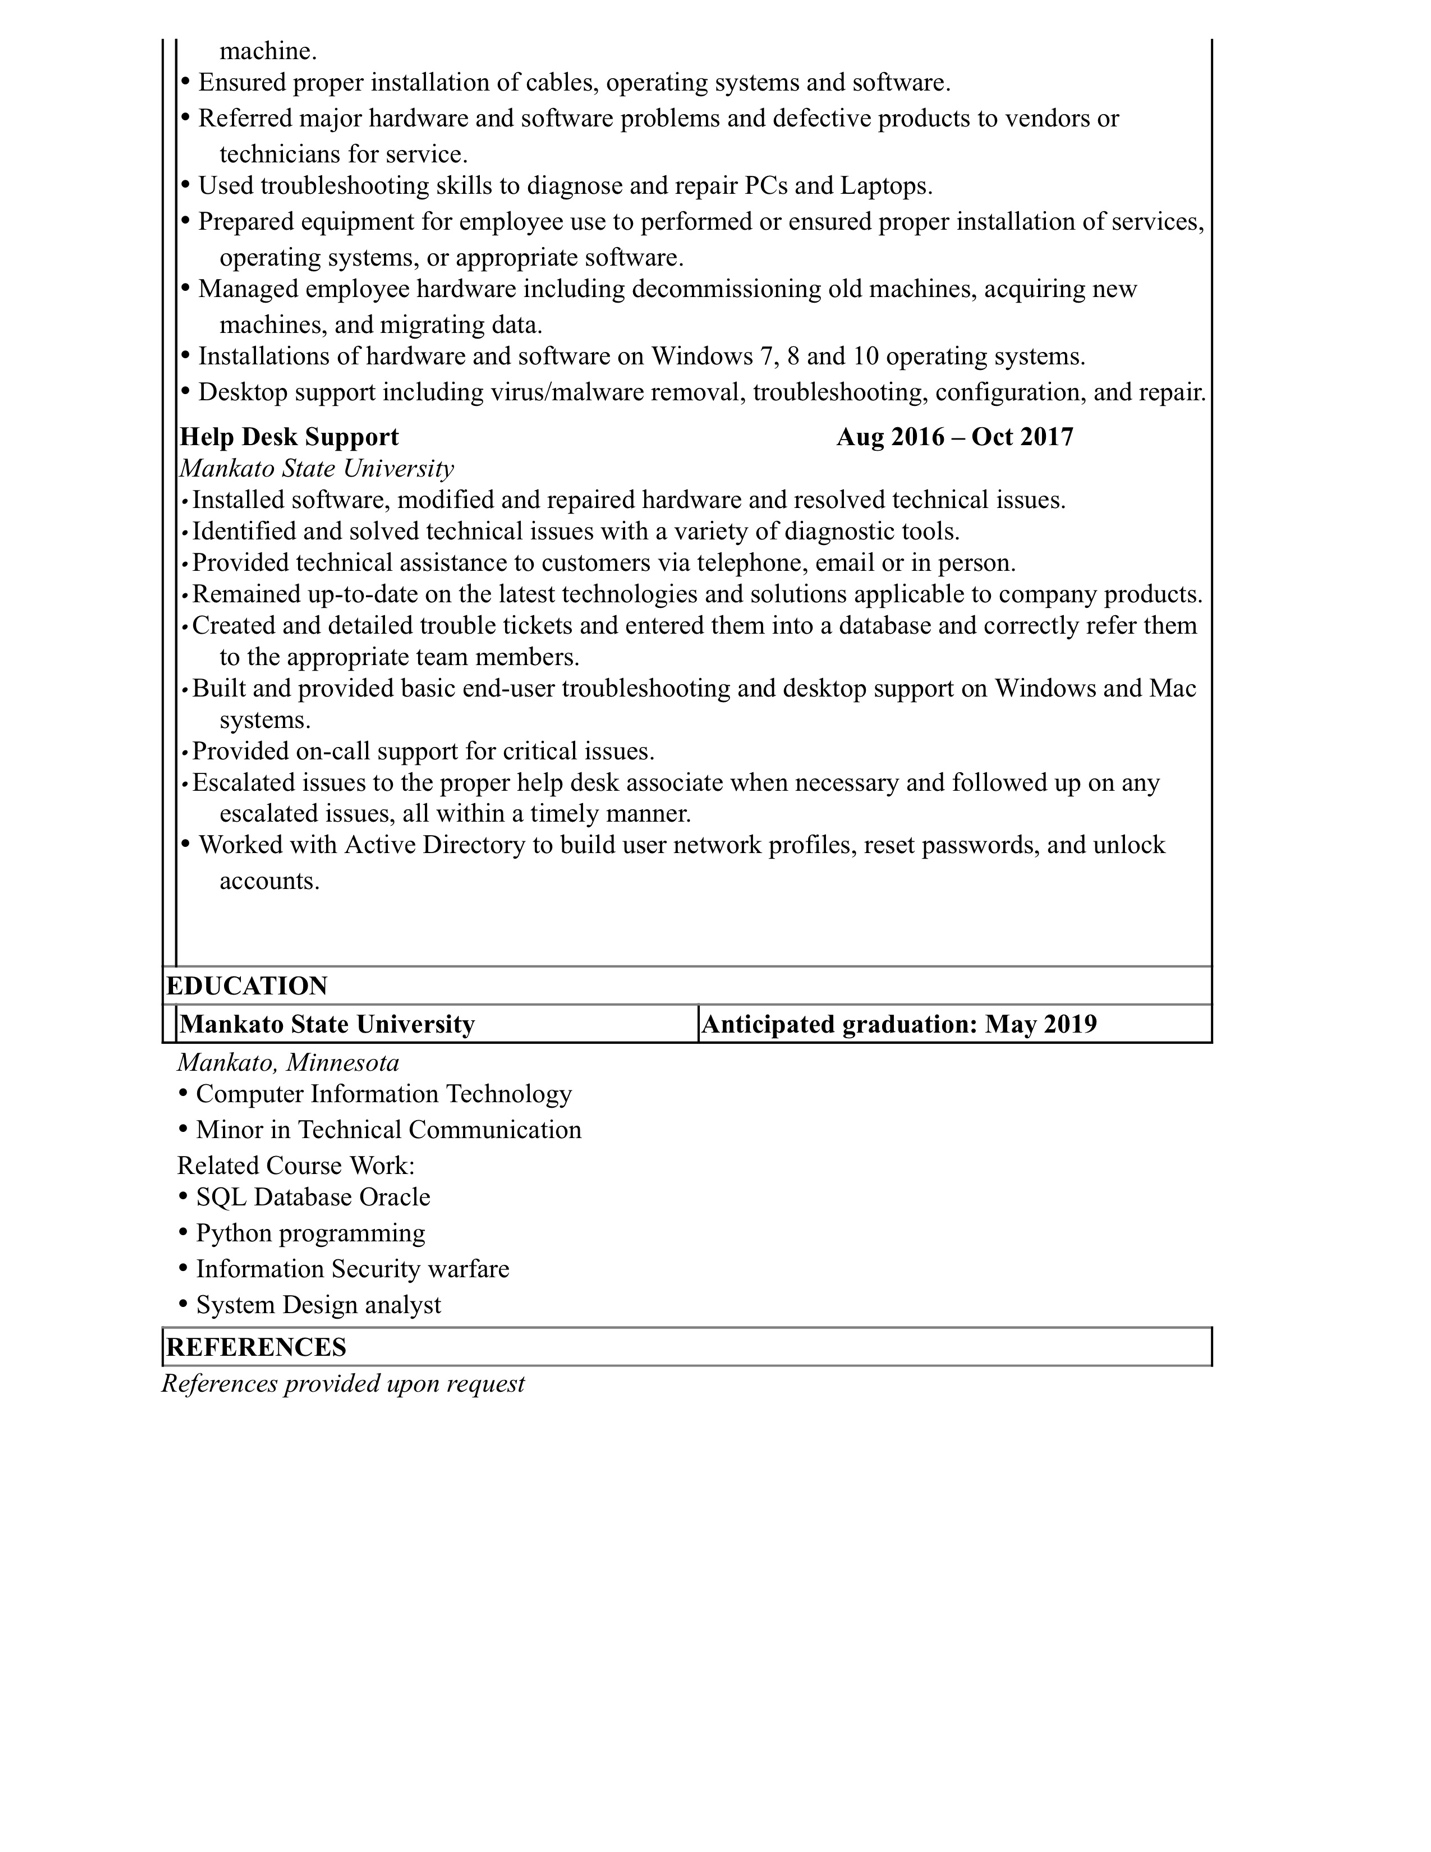 machine.
• Ensured proper installation of cables, operating systems and software.
• Referred major hardware and software problems and defective products to vendors or
technicians for service.
• Used troubleshooting skills to diagnose and repair PCs and Laptops.
• Prepared equipment for employee use to performed or ensured proper installation of services,
operating systems, or appropriate software.
• Managed employee hardware including decommissioning old machines, acquiring new
machines, and migrating data.
• Installations of hardware and software on Windows 7, 8 and 10 operating systems.
• Desktop support including virus/malware removal, troubleshooting, configuration, and repair.
Help Desk Support Aug 2016 – Oct 2017
Mankato State University
• Installed software, modified and repaired hardware and resolved technical issues.
• Identified and solved technical issues with a variety of diagnostic tools.
• Provided technical assistance to customers via telephone, email or in person.
• Remained up-to-date on the latest technologies and solutions applicable to company products.
• Created and detailed trouble tickets and entered them into a database and correctly refer them
to the appropriate team members.
• Built and provided basic end-user troubleshooting and desktop support on Windows and Mac
systems.
• Provided on-call support for critical issues.
• Escalated issues to the proper help desk associate when necessary and followed up on any
escalated issues, all within a timely manner.
• Worked with Active Directory to build user network profiles, reset passwords, and unlock
accounts.
EDUCATION
Mankato State University Anticipated graduation: May 2019
Mankato, Minnesota
• Computer Information Technology
• Minor in Technical Communication
Related Course Work:
• SQL Database Oracle
• Python programming
• Information Security warfare
• System Design analyst
REFERENCES
References provided upon request